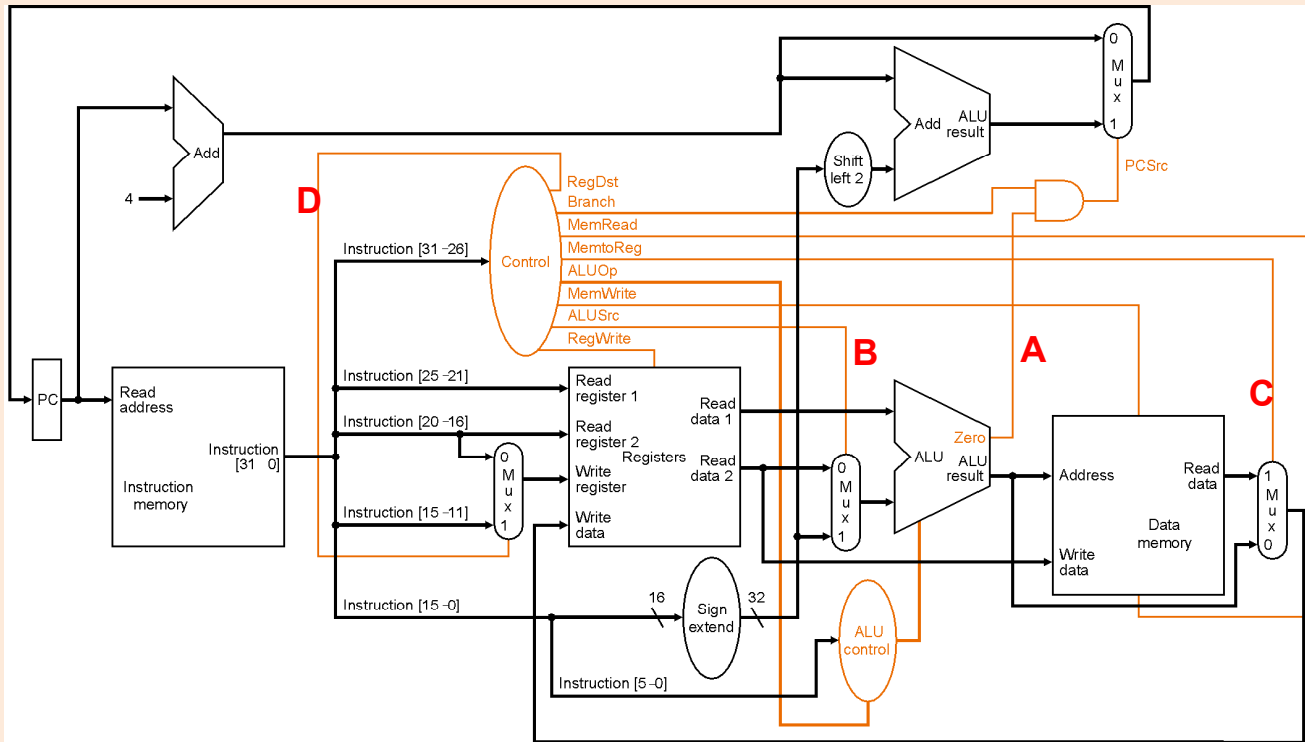 0
M
u
x
1
Add
ALU
result
Add
Shift
left 2
PCSrc
4
D
RegDst
Branch
MemRead
MemtoReg
ALUOp
MemWrite
ALUSrc
RegWrite
Control
Instruction [31–26]
B
A
C
PC
Read
address
Instruction
[31 0]
Instruction
memory
Instruction [25–21]
Instruction [20–16]
Instruction [15–11]
Instruction [15–0]
Instruction [5–0]
0
M
u
x
1
Read
register 1
Read
register 2
Write
register
Write
data
Registers
Read
data 1
Read
data 2
0
M
u
x
1
Zero
ALU
ALU
result
Address
Write
data
Read
data
Data
memory
1
M
u
x
0
16
Sign
extend
32
ALU
control